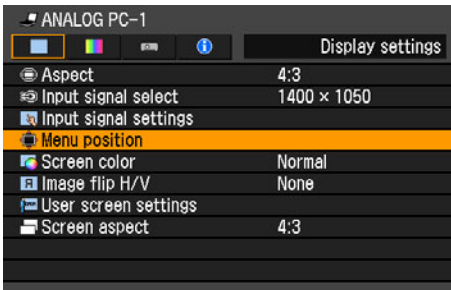 ANALOG PC-1
Display settings
Aspect 4:3
Input signal select 1400 × 1050
Input signal settings
Menu position
Screen color Normal
Image flip H/V None
User screen settings
Screen aspect 4:3